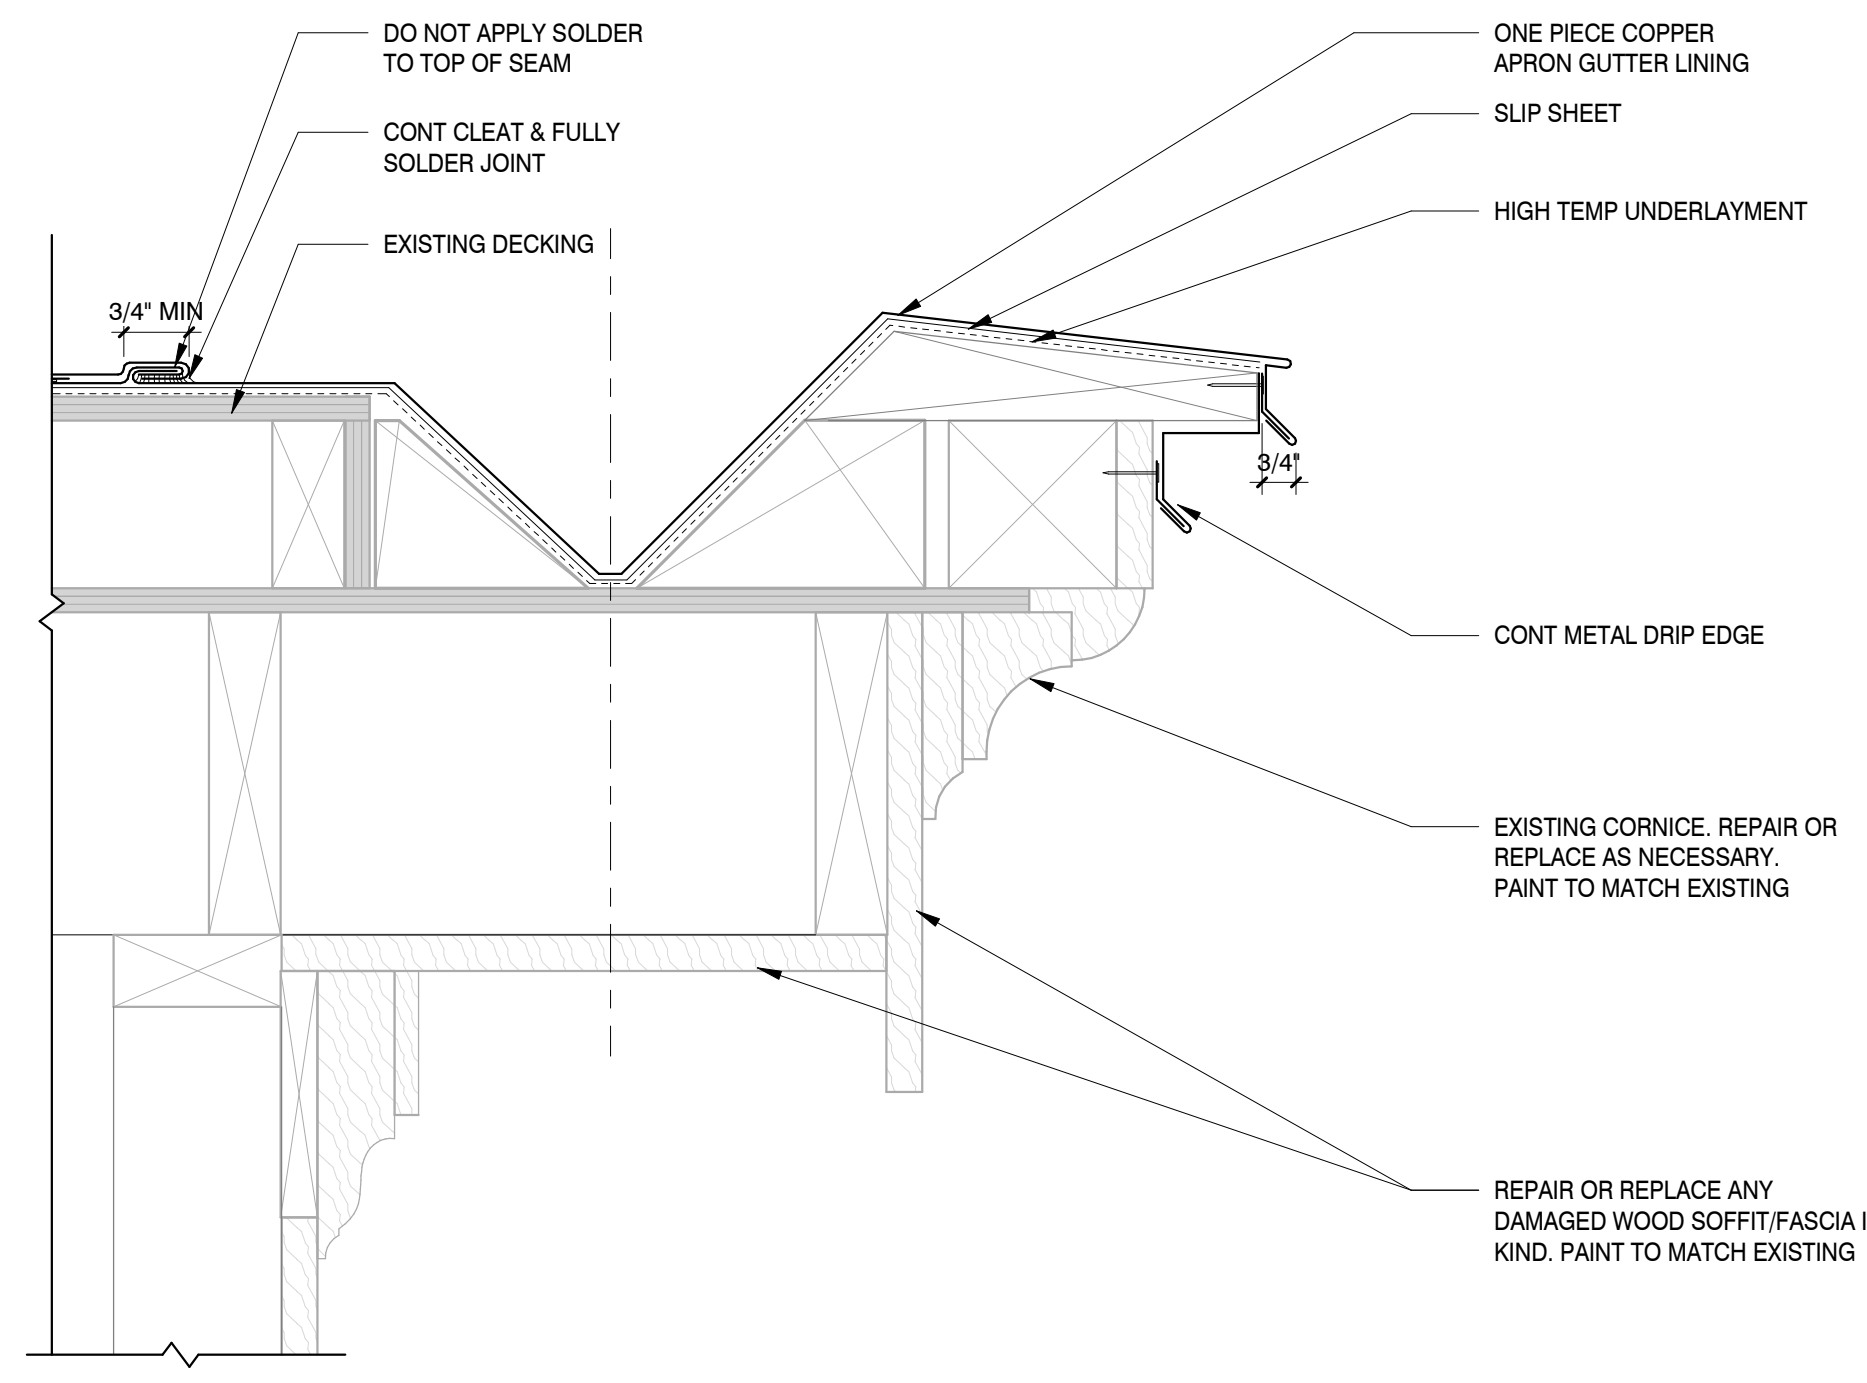 DO NOT APPLY SOLDER
TO TOP OF SEAM
CONT CLEAT & FULLY
SOLDER JOINT
EXISTING DECKING
3/4" MIN
ONE PIECE COPPER
APRON GUTTER LINING
SLIP SHEET
HIGH TEMP UNDERLAYMENT
3/4"
CONT METAL DRIP EDGE
EXISTING CORNICE. REPAIR OR
REPLACE AS NECESSARY.
PAINT TO MATCH EXISTING
REPAIR OR REPLACE ANY
DAMAGED WOOD SOFFIT/FASCIA I
KIND. PAINT TO MATCH EXISTING